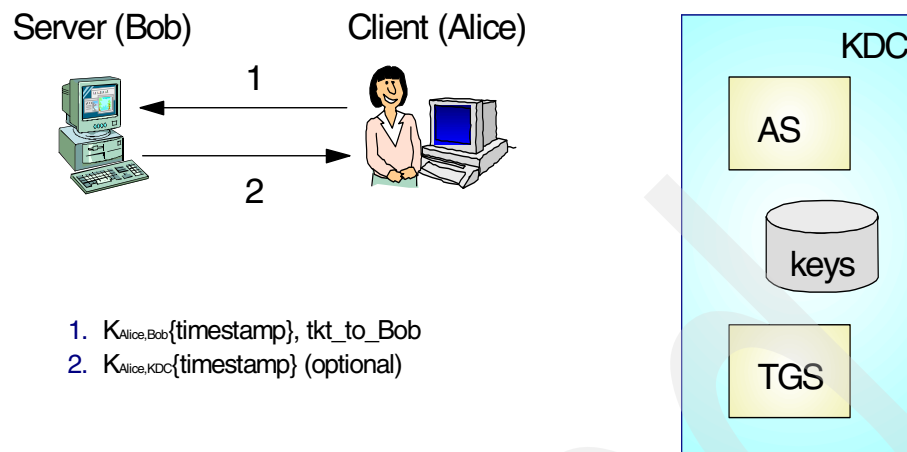 Server (Bob)
Client (Alice)
KDC
1
2
AS
keys
TGS
1. KAlice,Bob{timestamp}, tkt_to_Bob
2. KAlice,KDC{timestamp} (optional)